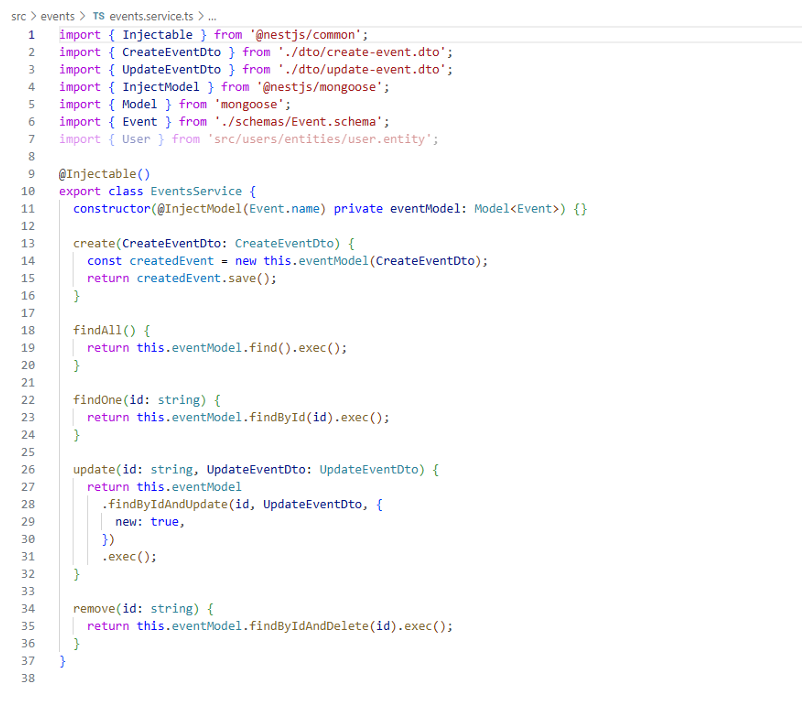 src > events > TS events.service.ts > ...
1 import { Injectable } from '@nestjs/common';
2 import { CreateEventDto } from './dto/create-event.dto';
3 import { UpdateEventDto } from './dto/update-event.dto';
4 import { InjectModel } from '@nestjs/mongoose';
5 import { Model } from 'mongoose';
6 import { Event } from './schemas/Event.schema';
7 import { User } from 'src/users/entities/user.entity';
8
9 @Injectable()
10 export class EventsService {
11   constructor(@InjectModel(Event.name) private eventModel: Model<Event>) {}
12
13   create(CreateEventDto: CreateEventDto) {
14     const createdEvent = new this.eventModel(CreateEventDto);
15     return createdEvent.save();
16   }
17
18   findAll() {
19     return this.eventModel.find().exec();
20   }
21
22   findOne(id: string) {
23     return this.eventModel.findById(id).exec();
24   }
25
26   update(id: string, UpdateEventDto: UpdateEventDto) {
27     return this.eventModel
28       .findByIdAndUpdate(id, UpdateEventDto, {
29         new: true,
30       })
31       .exec();
32   }
33
34   remove(id: string) {
35     return this.eventModel.findByIdAndDelete(id).exec();
36   }
37 }
38